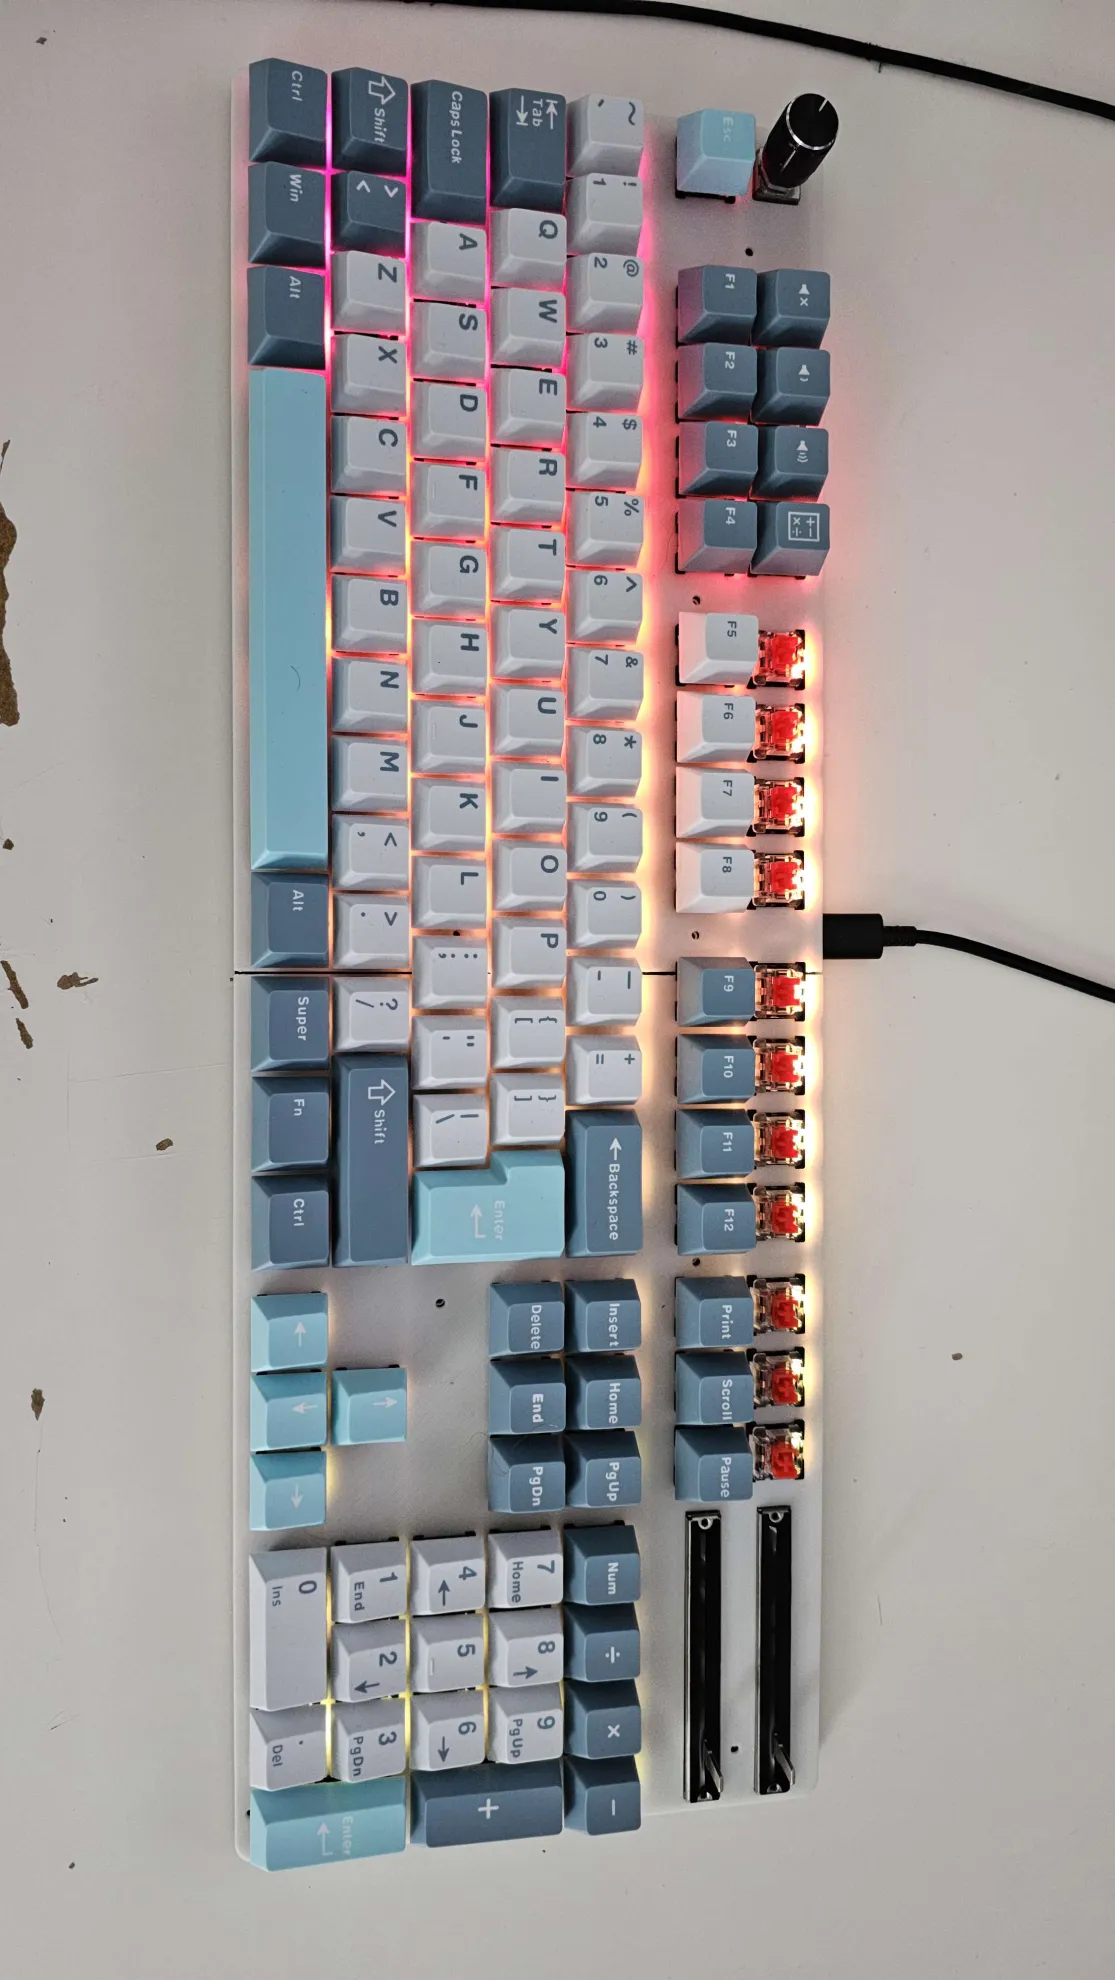 Esc F1 F2 F3 F4 F5 F6 F7 F8 F9 F10 F11 F12 Print Scroll Pause
~ ` ! 1 @ 2 # 3 $ 4 % 5 ^ 6 & 7 * 8 ( 9 ) 0 _ - + = ← Backspace Insert Home PgUp Num ÷ × −
Tab Q W E R T Y U I O P { [ } ] Enter Delete End PgDn 7 Home 8 ↑ 9 PgUp +
Caps Lock A S D F G H J K L : ; " ' | \ 4 ← 5 6 →
⇧ Shift > < Z X C V B N M < , > . ? / ⇧ Shift ↑ 1 End 2 ↓ 3 PgDn Enter
Ctrl Win Alt Alt Super Fn Ctrl ← ↓ → 0 Ins . Del